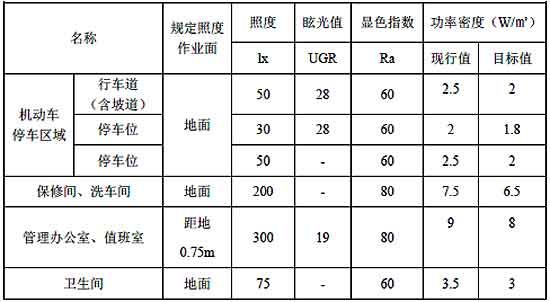 名称 规定照度作业面 照度 眩光值 显色指数 功率密度（W/㎡）
lx UGR Ra 现行值 目标值
机动车停车区域 行车道（含坡道） 地面 50 28 60 2.5 2
停车位 30 28 60 2 1.8
停车位 50 - 60 2.5 2
保修间、洗车间 地面 200 - 80 7.5 6.5
管理办公室、值班室 距地0.75m 300 19 80 9 8
卫生间 地面 75 - 60 3.5 3